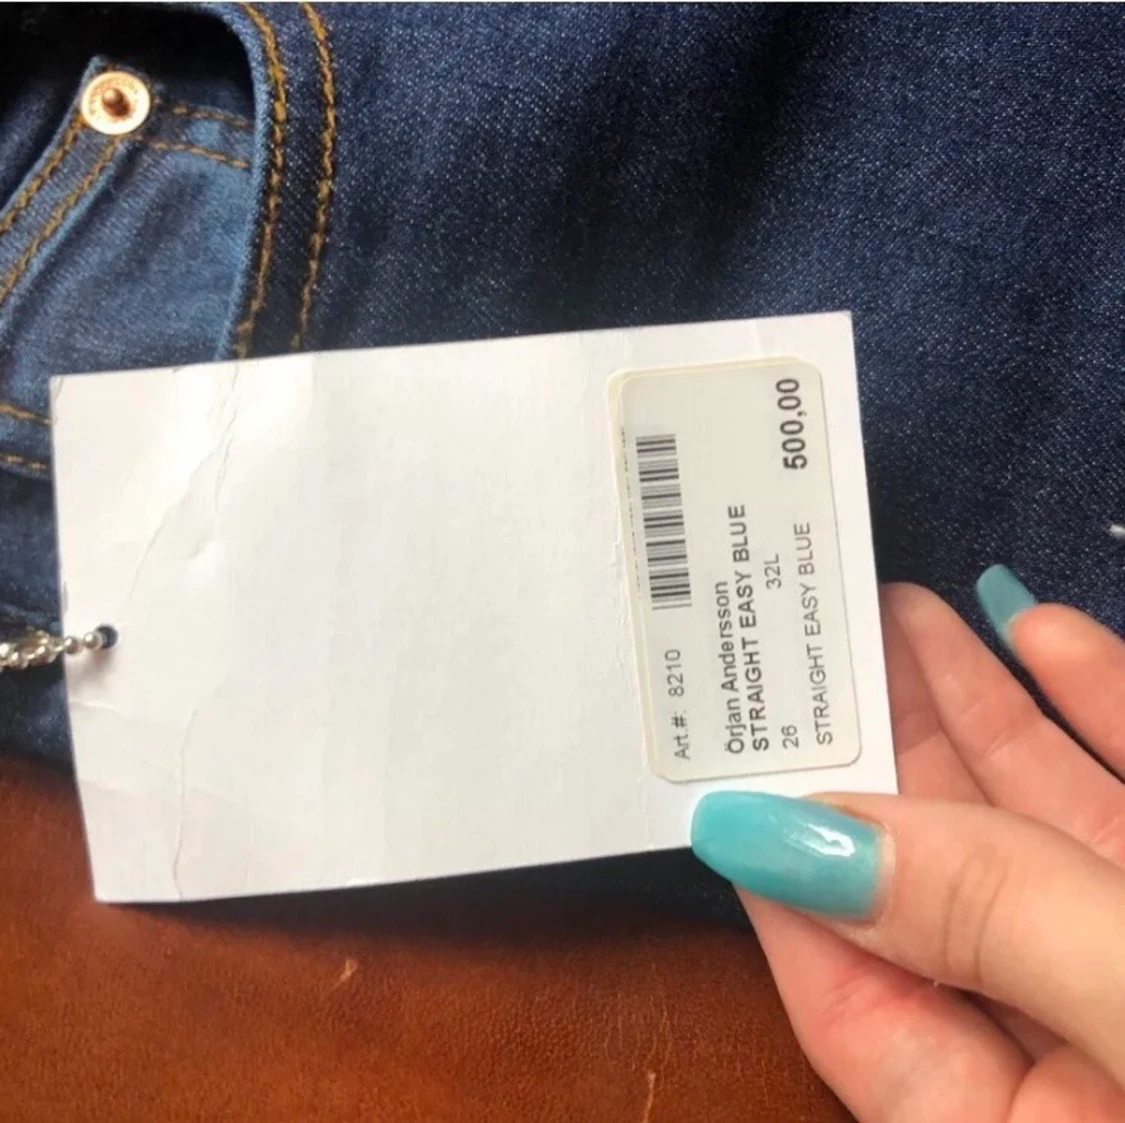 500,00
Art.#: 8210
Örjan Andersson
STRAIGHT EASY BLUE
26 32L
STRAIGHT EASY BLUE